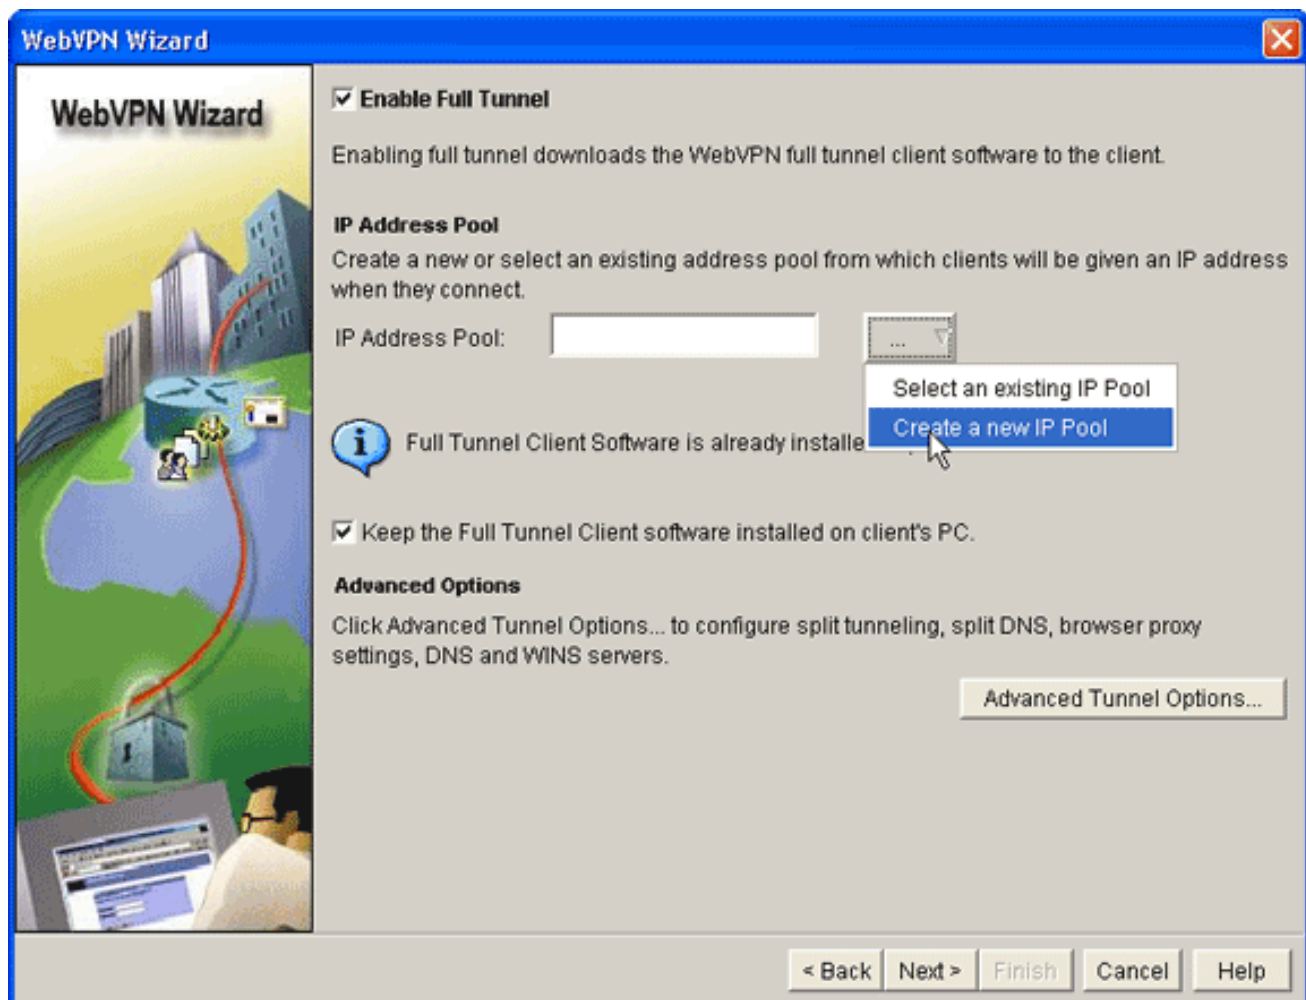 WebVPN Wizard
WebVPN Wizard
Enable Full Tunnel
Enabling full tunnel downloads the WebVPN full tunnel client software to the client.
IP Address Pool
Create a new or select an existing address pool from which clients will be given an IP address
when they connect.
IP Address Pool:
...
Select an existing IP Pool
Create a new IP Pool
Full Tunnel Client Software is already installe
Keep the Full Tunnel Client software installed on client's PC.
Advanced Options
Click Advanced Tunnel Options... to configure split tunneling, split DNS, browser proxy
settings, DNS and WINS servers.
Advanced Tunnel Options...
< Back
Next >
Finish
Cancel
Help